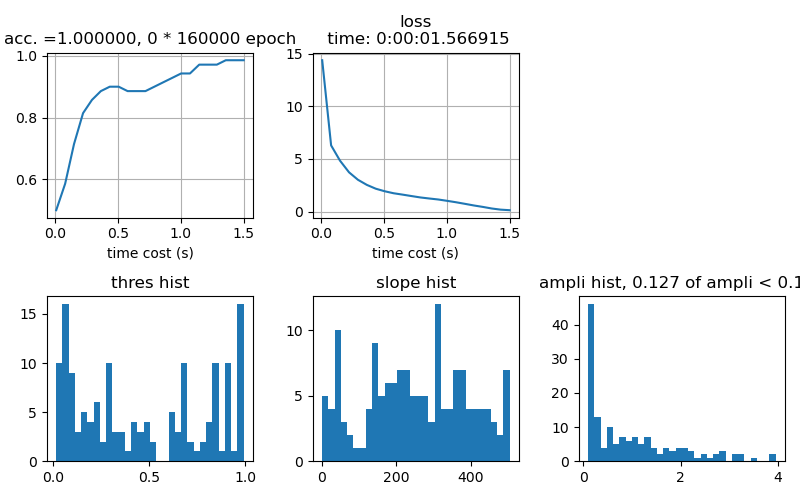 acc. =1.000000, 0 * 160000 epoch
1.0
0.8
0.6
0.0 0.5 1.0 1.5
time cost (s)
loss
time: 0:00:01.566915
15
10
5
0
0.0 0.5 1.0 1.5
time cost (s)
thres hist
15
10
5
0
0.0 0.5 1.0
slope hist
10
5
0
0 200 400
ampli hist, 0.127 of ampli < 0.1
40
30
20
10
0
0 2 4